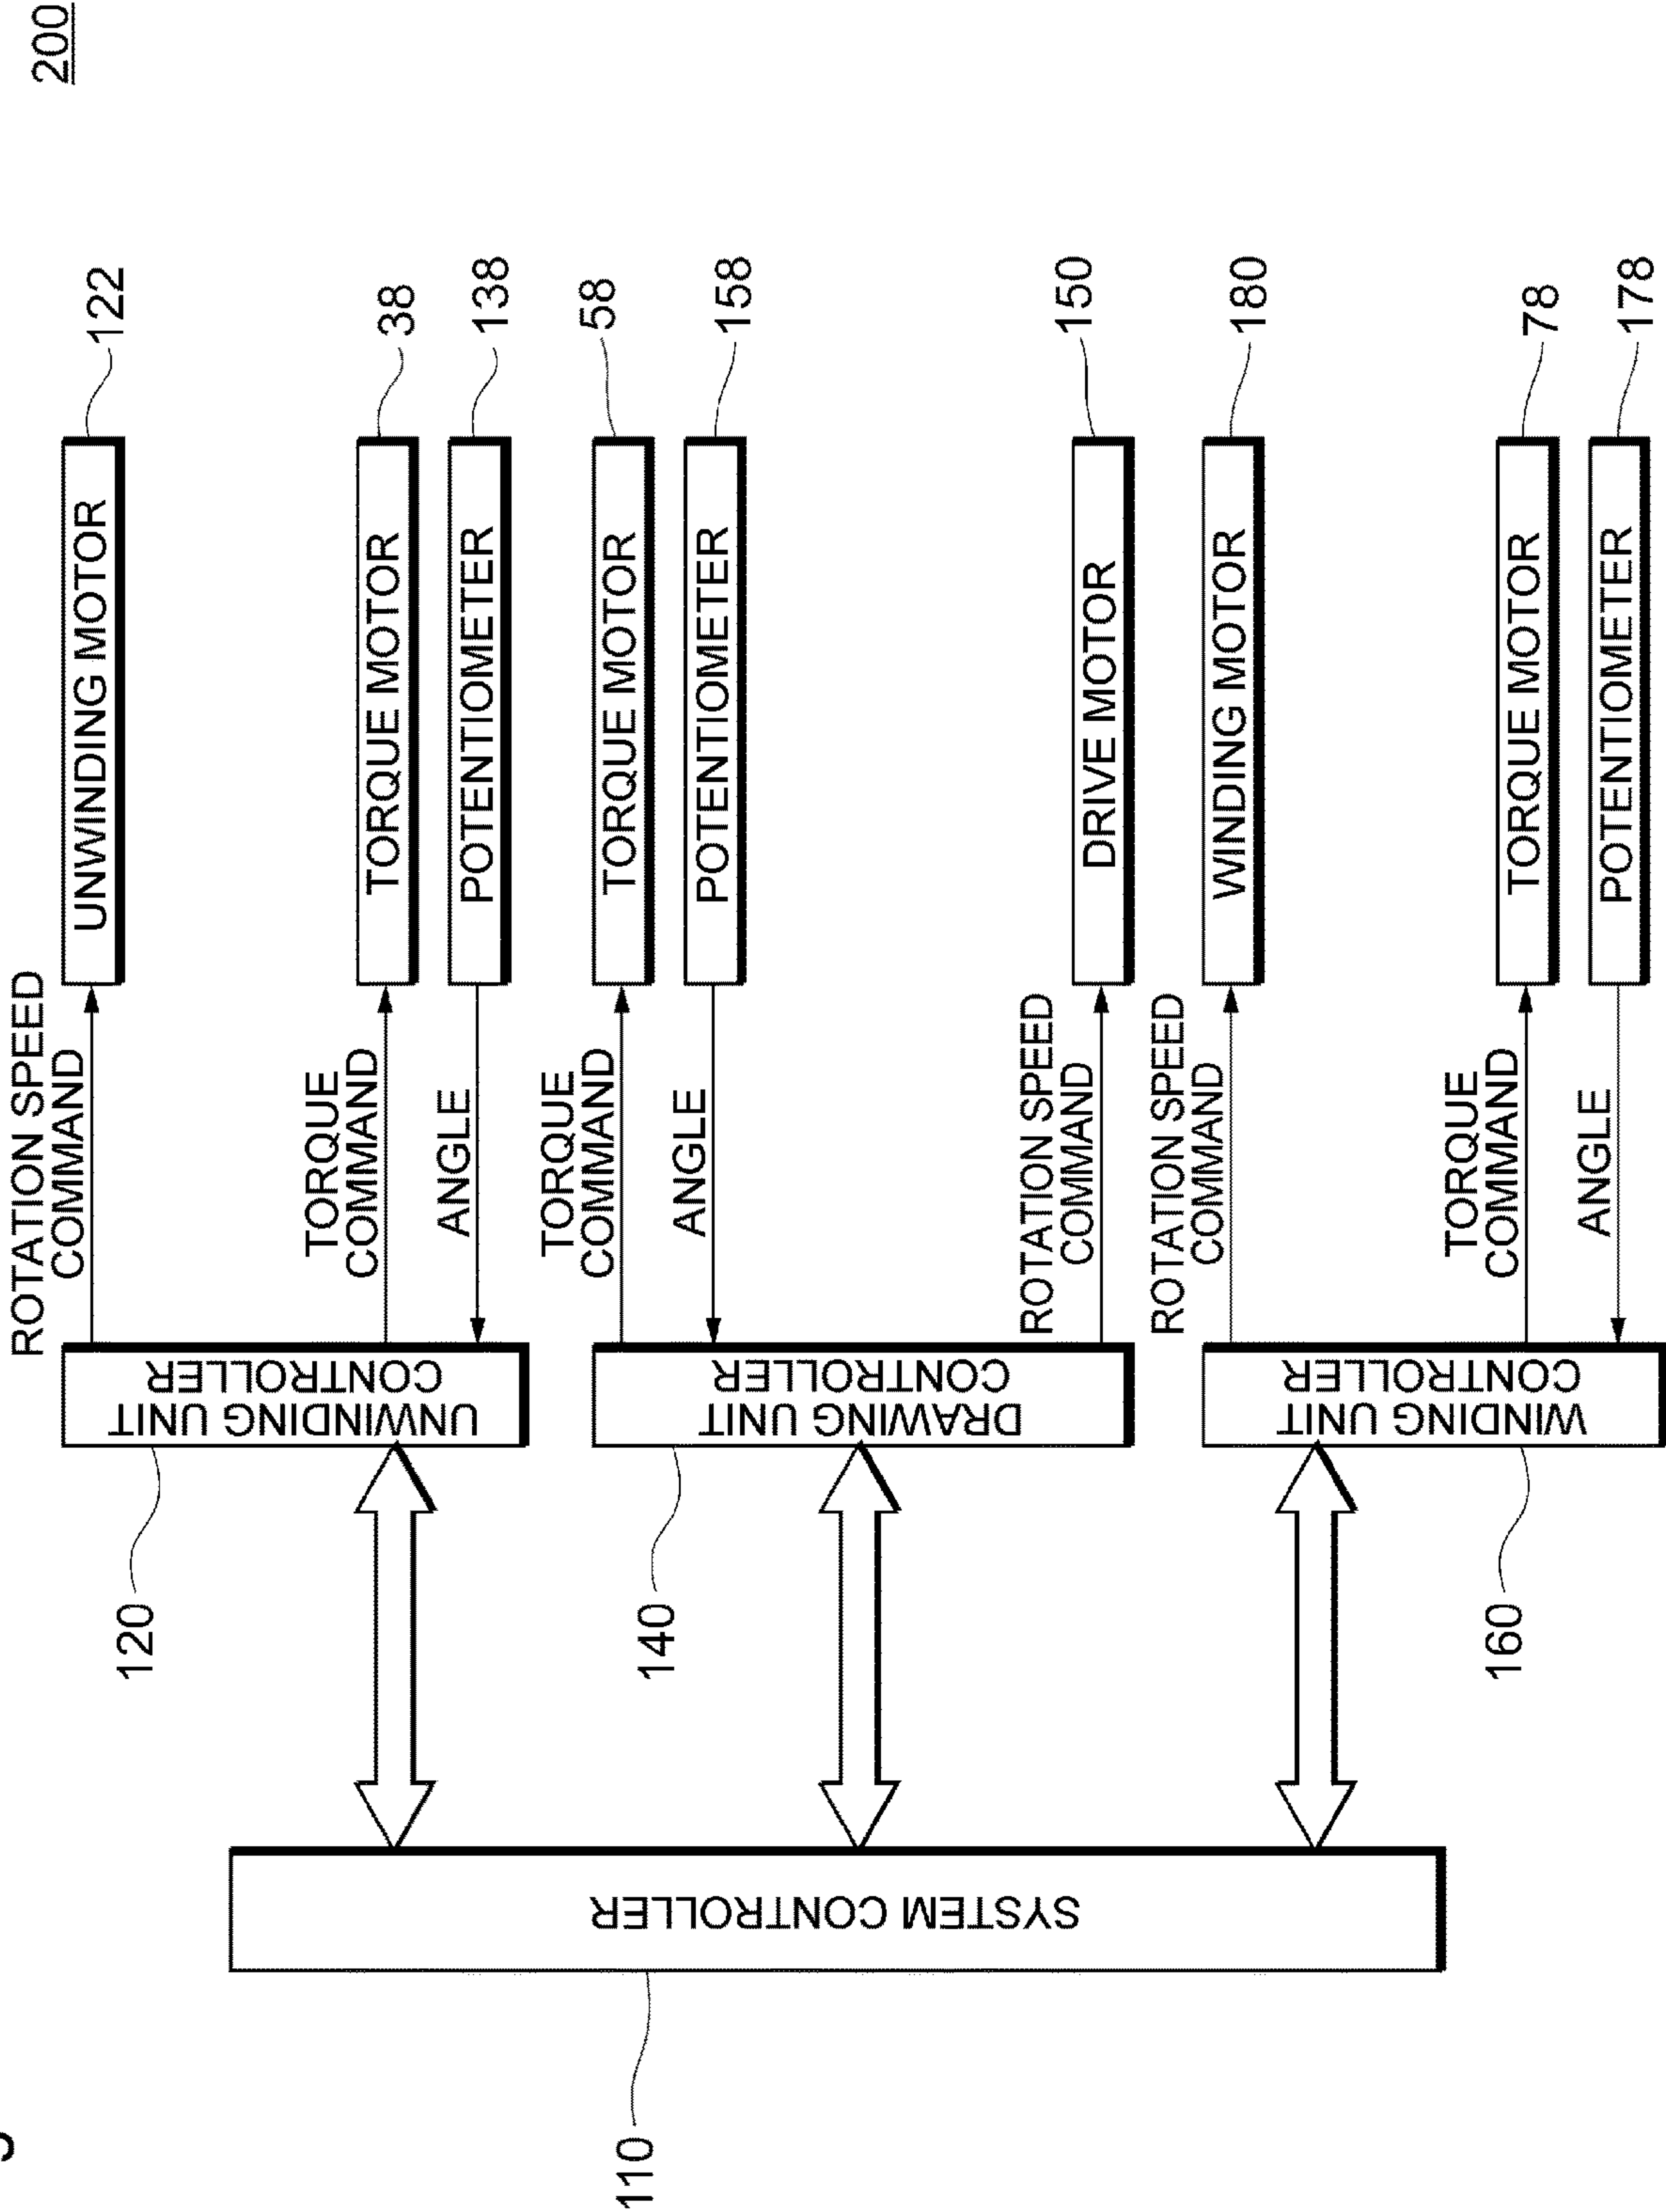 200
110
SYSTEM CONTROLLER
120
UNWINDING UNIT
CONTROLLER
ROTATION SPEED
COMMAND
UNWINDING MOTOR
122
TORQUE
COMMAND
TORQUE MOTOR
38
ANGLE
POTENTIOMETER
138
140
DRAWING UNIT
CONTROLLER
TORQUE
COMMAND
TORQUE MOTOR
58
ANGLE
POTENTIOMETER
158
ROTATION SPEED
COMMAND
DRIVE MOTOR
150
160
WINDING UNIT
CONTROLLER
ROTATION SPEED
COMMAND
WINDING MOTOR
180
TORQUE
COMMAND
TORQUE MOTOR
78
ANGLE
POTENTIOMETER
178